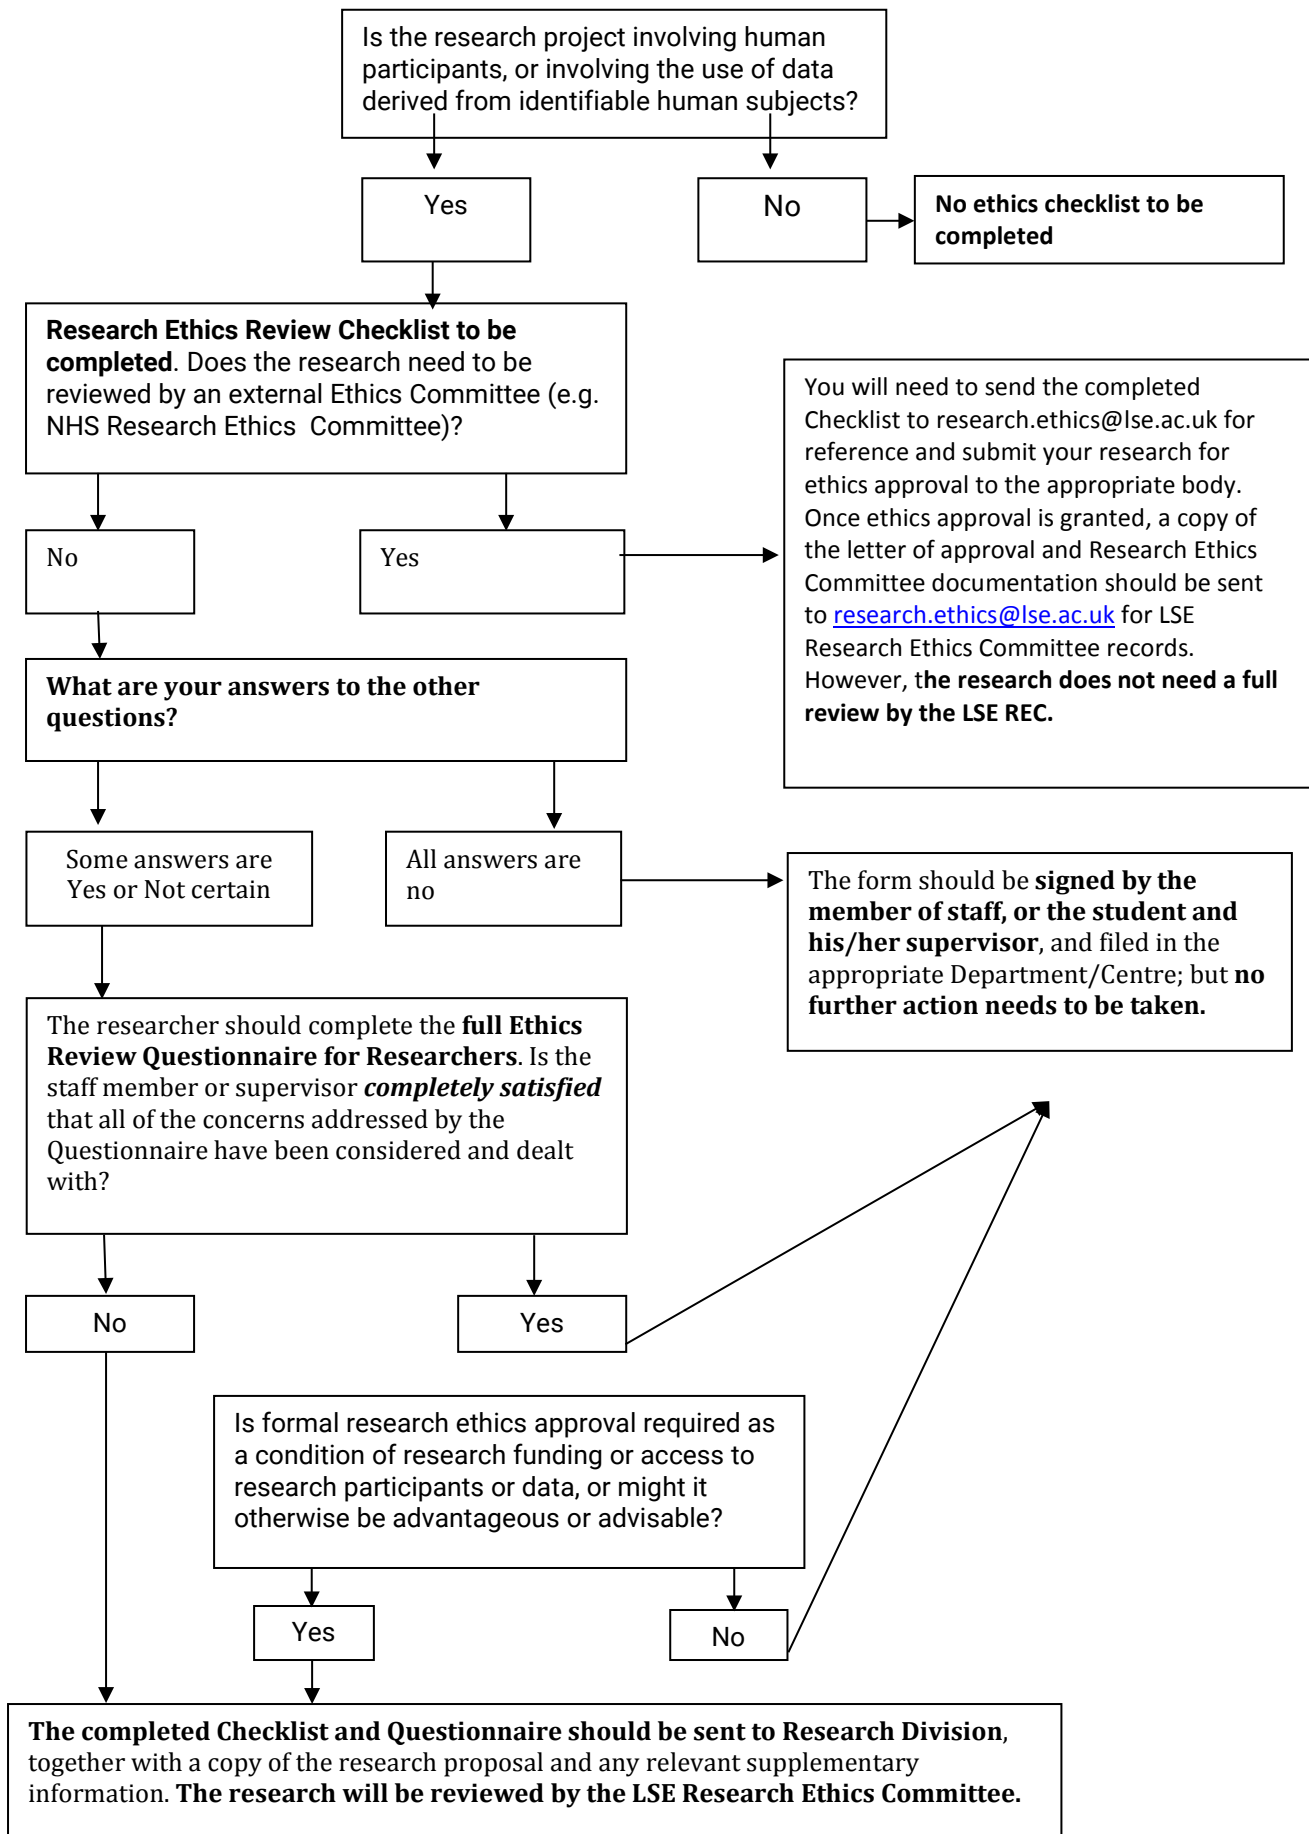 Is the research project involving human
participants, or involving the use of data
derived from identifiable human subjects?
Yes
No
No ethics checklist to be
completed
Research Ethics Review Checklist to be
completed. Does the research need to be
reviewed by an external Ethics Committee (e.g.
NHS Research Ethics  Committee)?
You will need to send the completed
Checklist to research.ethics@lse.ac.uk for
reference and submit your research for
ethics approval to the appropriate body.
Once ethics approval is granted, a copy of
the letter of approval and Research Ethics
Committee documentation should be sent
to research.ethics@lse.ac.uk for LSE
Research Ethics Committee records.
However, the research does not need a full
review by the LSE REC.
No
Yes
What are your answers to the other
questions?
Some answers are
Yes or Not certain
All answers are
no
The form should be signed by the
member of staff, or the student and
his/her supervisor, and filed in the
appropriate Department/Centre; but no
further action needs to be taken.
The researcher should complete the full Ethics
Review Questionnaire for Researchers. Is the
staff member or supervisor completely satisfied
that all of the concerns addressed by the
Questionnaire have been considered and dealt
with?
No
Yes
Is formal research ethics approval required as
a condition of research funding or access to
research participants or data, or might it
otherwise be advantageous or advisable?
Yes
No
The completed Checklist and Questionnaire should be sent to Research Division,
together with a copy of the research proposal and any relevant supplementary
information. The research will be reviewed by the LSE Research Ethics Committee.